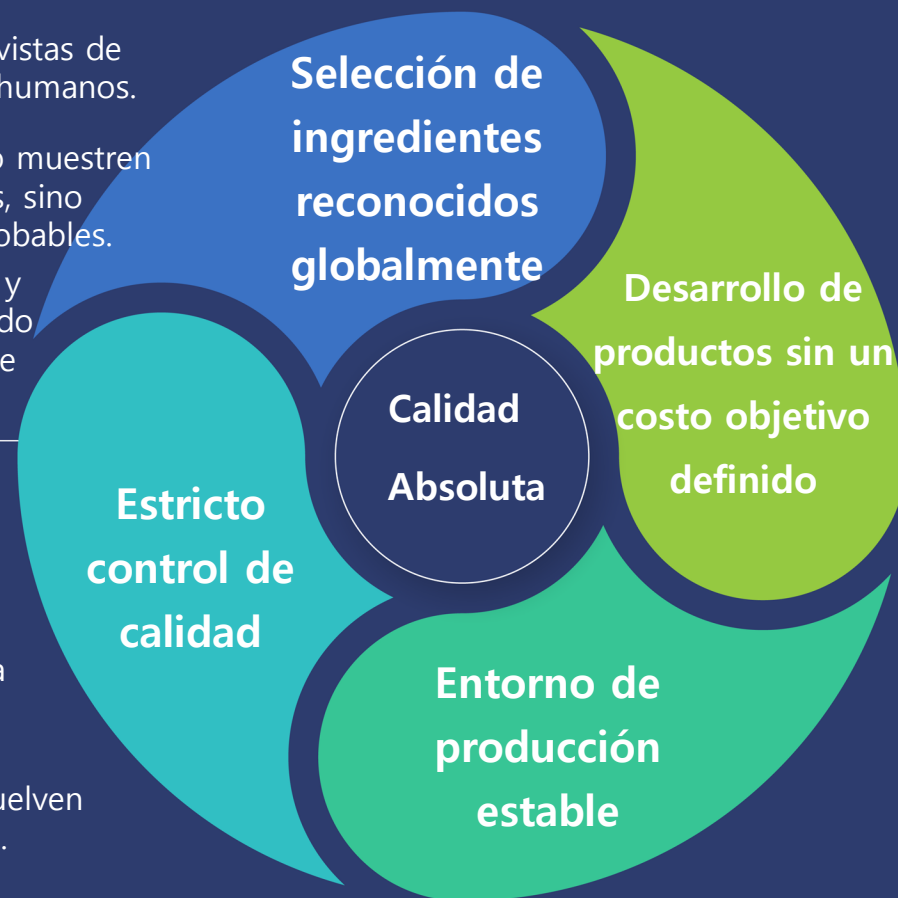 vistas de
humanos.
muestren
s, sino
obables.
y
do
e
a
uelven
.
Selección de
ingredientes
reconocidos
globalmente
Desarrollo de
productos sin un
costo objetivo
definido
Calidad
Absoluta
Estricto
control de
calidad
Entorno de
producción
estable